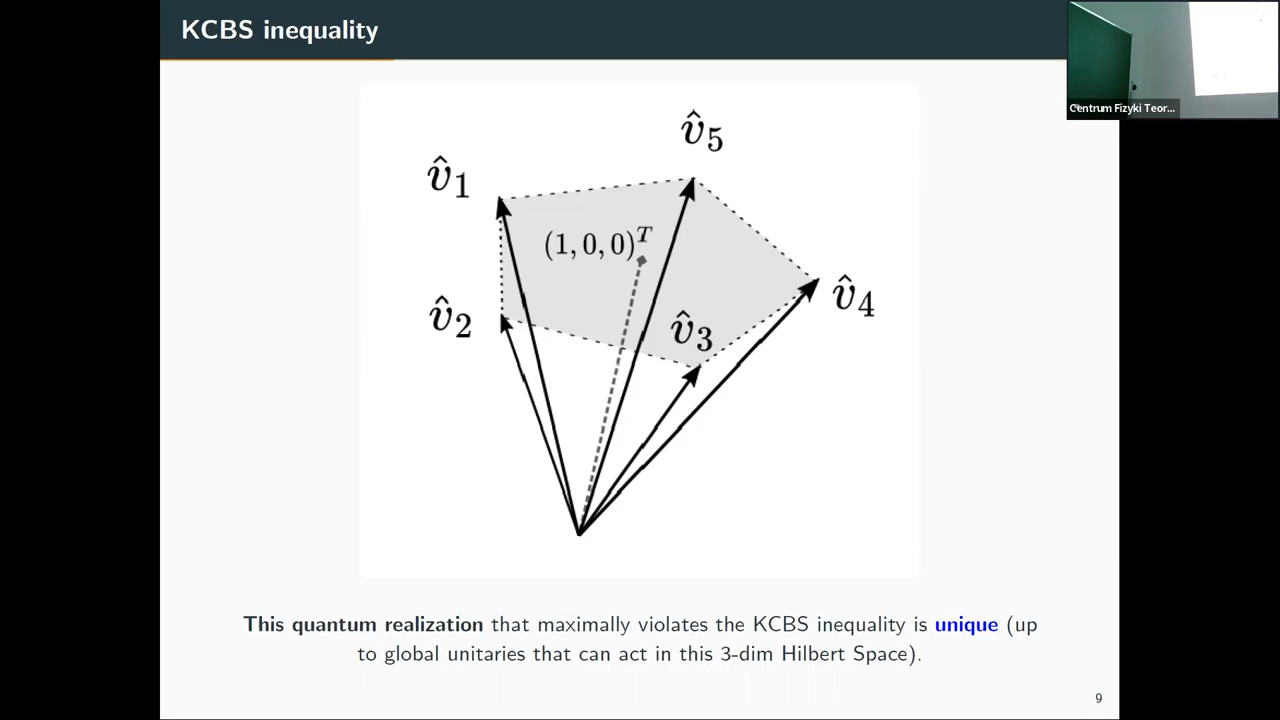 KCBS inequality
Centrum Fizyki Teor...
v̂5
v̂1
(1, 0, 0)^T
v̂4
v̂2
v̂3
This quantum realization that maximally violates the KCBS inequality is unique (up
to global unitaries that can act in this 3-dim Hilbert Space).
9